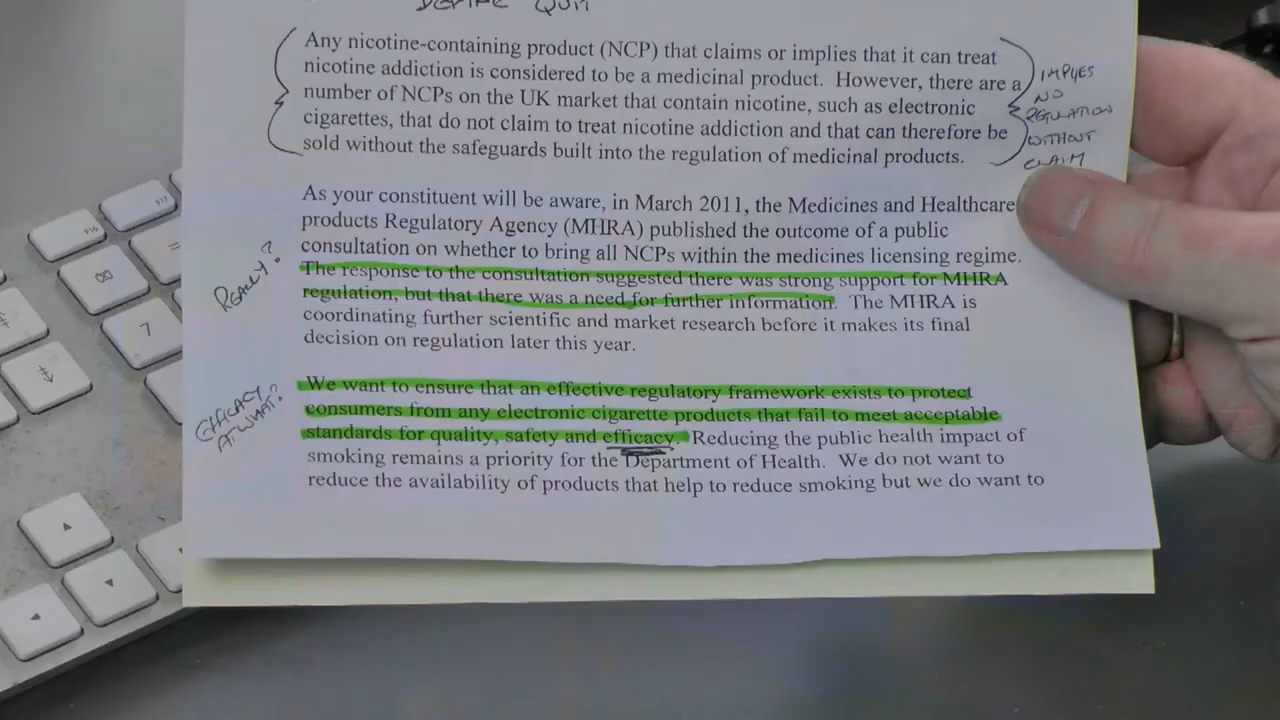 DEFINE QUIT
Any nicotine-containing product (NCP) that claims or implies that it can treat
nicotine addiction is considered to be a medicinal product. However, there are a
number of NCPs on the UK market that contain nicotine, such as electronic
cigarettes, that do not claim to treat nicotine addiction and that can therefore be
sold without the safeguards built into the regulation of medicinal products.
IMPLIES
NO
REGULATION
WITHOUT
CLAIM
As your constituent will be aware, in March 2011, the Medicines and Healthcare
products Regulatory Agency (MHRA) published the outcome of a public
consultation on whether to bring all NCPs within the medicines licensing regime.
The response to the consultation suggested there was strong support for MHRA
regulation, but that there was a need for further information. The MHRA is
coordinating further scientific and market research before it makes its final
decision on regulation later this year.
REALLY?
We want to ensure that an effective regulatory framework exists to protect
consumers from any electronic cigarette products that fail to meet acceptable
standards for quality, safety and efficacy. Reducing the public health impact of
smoking remains a priority for the Department of Health. We do not want to
reduce the availability of products that help to reduce smoking but we do want to
EFFICACY
AT WHAT?
F17
F16
=
8
7